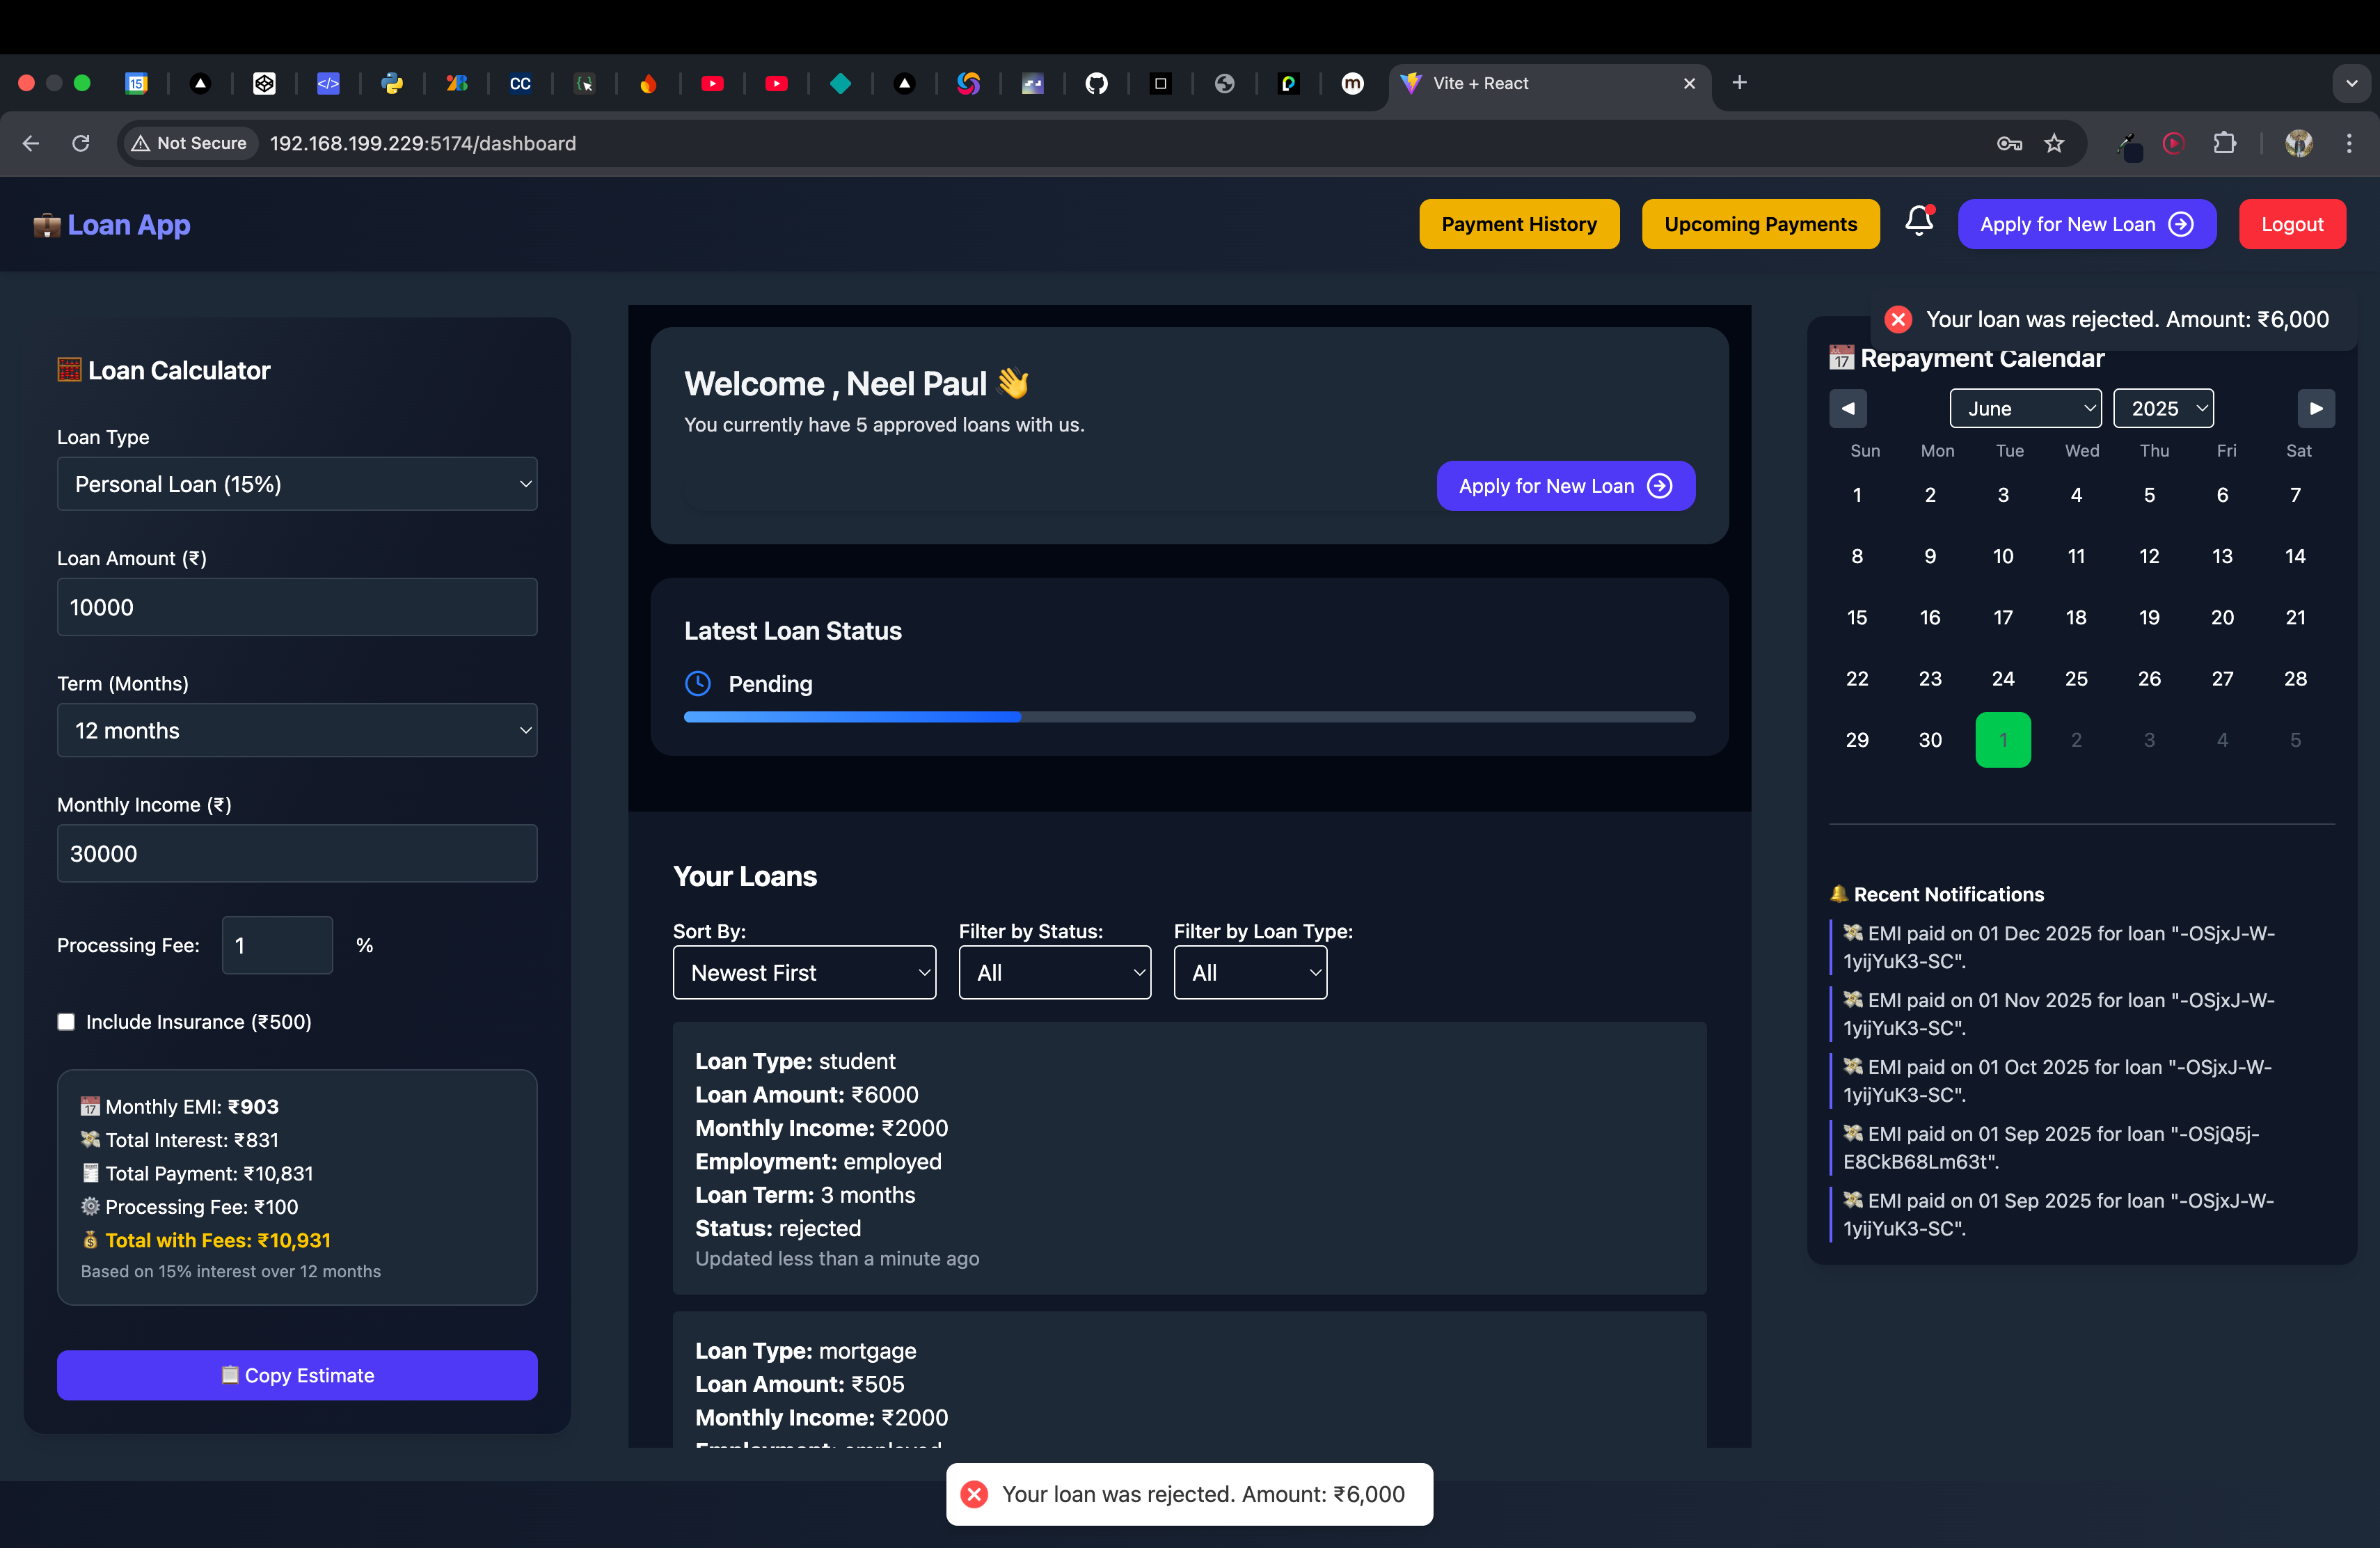 15
CC
m
Vite + React
Not Secure
192.168.199.229:5174/dashboard
Loan App
Payment History
Upcoming Payments
Apply for New Loan
Logout
Your loan was rejected. Amount: ₹6,000
Loan Calculator
Loan Type
Personal Loan (15%)
Loan Amount (₹)
10000
Term (Months)
12 months
Monthly Income (₹)
30000
Processing Fee:
1
%
Include Insurance (₹500)
17 Monthly EMI: ₹903
Total Interest: ₹831
Total Payment: ₹10,831
Processing Fee: ₹100
Total with Fees: ₹10,931
Based on 15% interest over 12 months
Copy Estimate
Welcome , Neel Paul 👋
You currently have 5 approved loans with us.
Apply for New Loan
Latest Loan Status
Pending
Your Loans
Sort By:
Filter by Status:
Filter by Loan Type:
Newest First
All
All
Loan Type: student
Loan Amount: ₹6000
Monthly Income: ₹2000
Employment: employed
Loan Term: 3 months
Status: rejected
Updated less than a minute ago
Loan Type: mortgage
Loan Amount: ₹505
Monthly Income: ₹2000
Employment: employed
17 Repayment Calendar
June
2025
Sun Mon Tue Wed Thu Fri Sat
1 2 3 4 5 6 7
8 9 10 11 12 13 14
15 16 17 18 19 20 21
22 23 24 25 26 27 28
29 30 1 2 3 4 5
Recent Notifications
EMI paid on 01 Dec 2025 for loan "-OSjxJ-W-
1yijYuK3-SC".
EMI paid on 01 Nov 2025 for loan "-OSjxJ-W-
1yijYuK3-SC".
EMI paid on 01 Oct 2025 for loan "-OSjxJ-W-
1yijYuK3-SC".
EMI paid on 01 Sep 2025 for loan "-OSjQ5j-
E8CkB68Lm63t".
EMI paid on 01 Sep 2025 for loan "-OSjxJ-W-
1yijYuK3-SC".
Your loan was rejected. Amount: ₹6,000